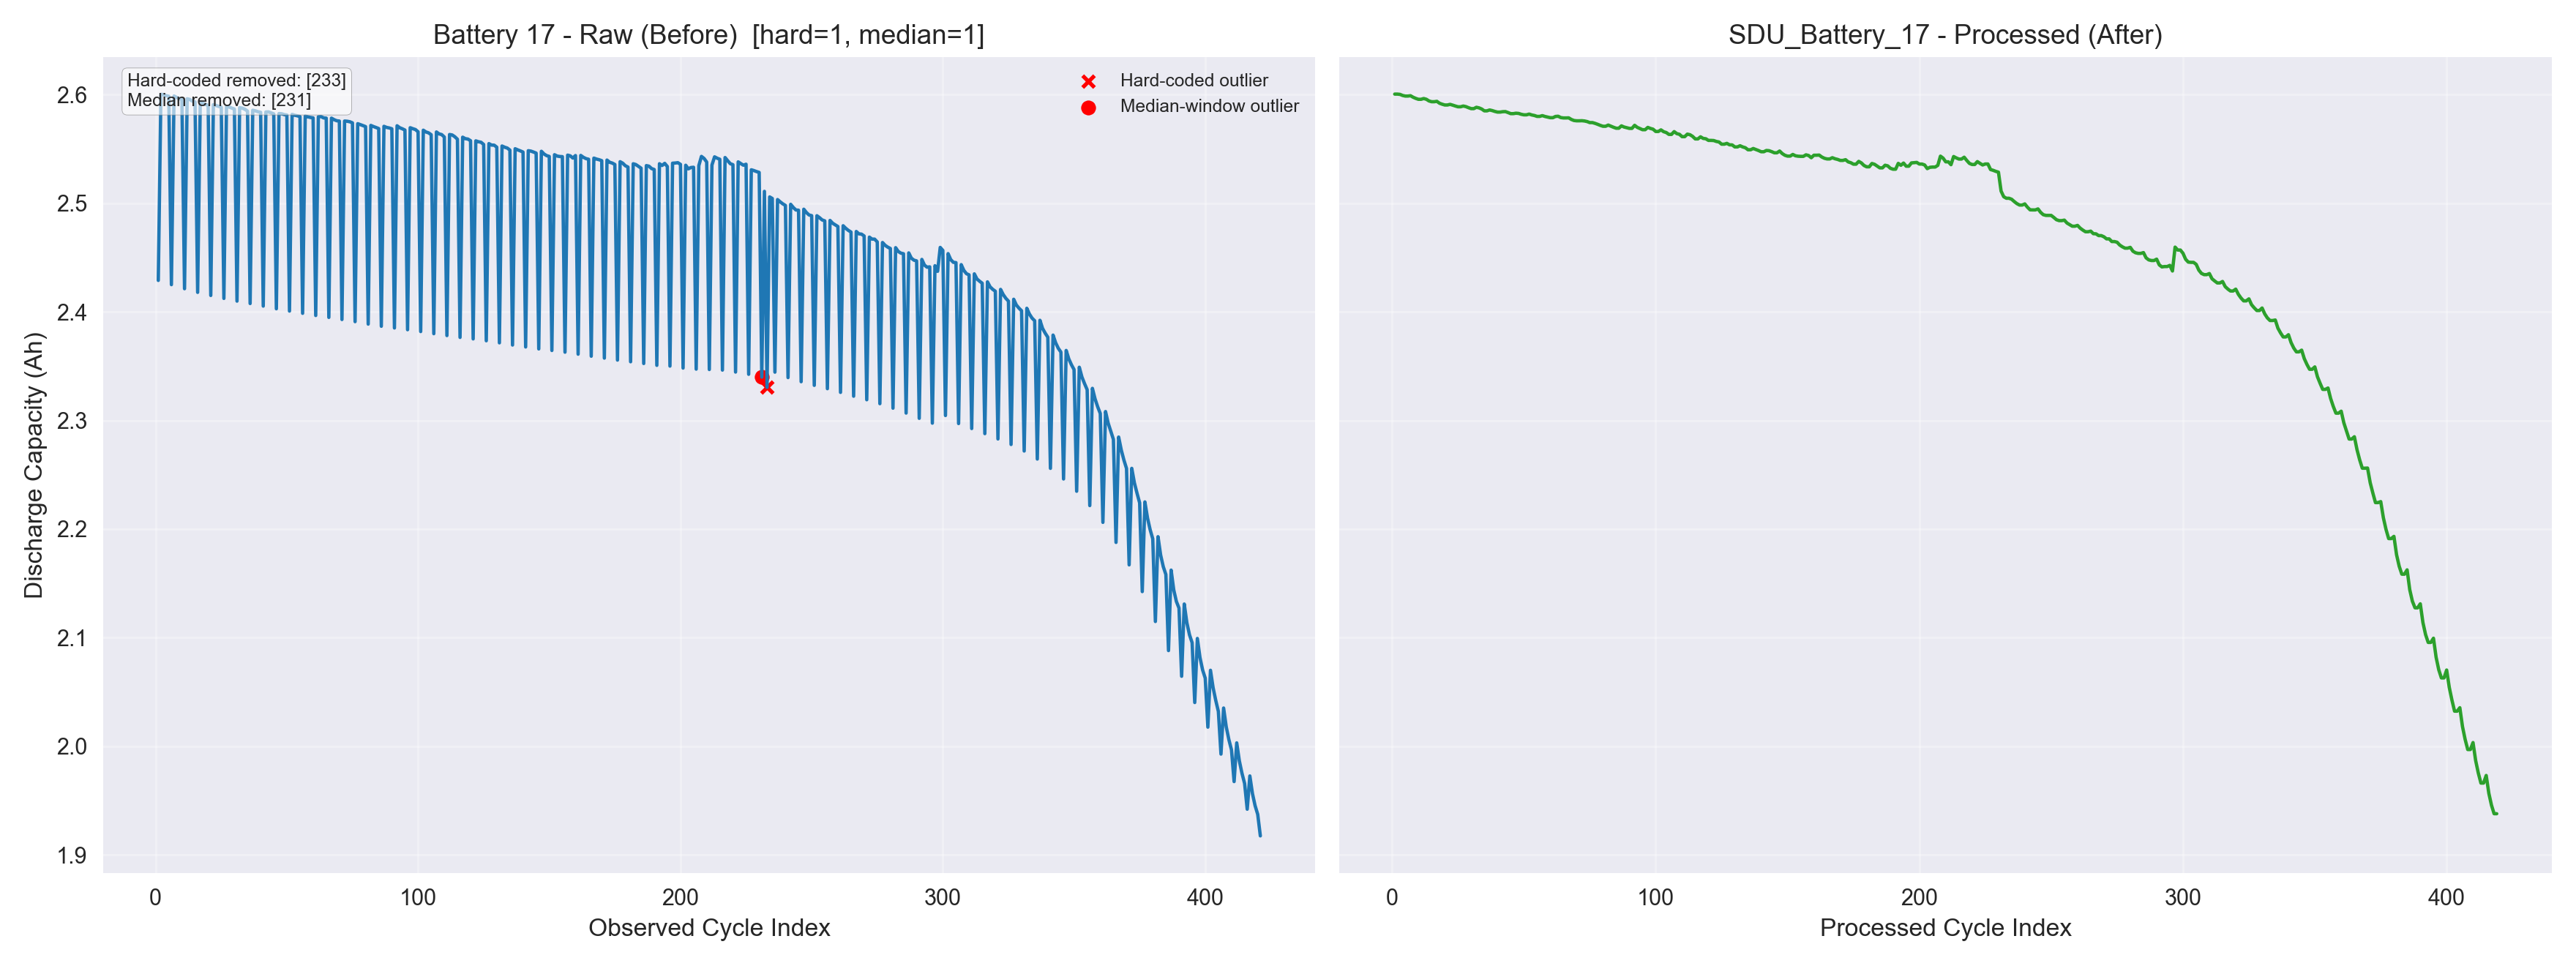 Battery 17 - Raw (Before)  [hard=1, median=1]
Hard-coded removed: [233]
Median removed: [231]
Hard-coded outlier
Median-window outlier
Discharge Capacity (Ah)
2.6
2.5
2.4
2.3
2.2
2.1
2.0
1.9
0
100
200
300
400
Observed Cycle Index
SDU_Battery_17 - Processed (After)
0
100
200
300
400
Processed Cycle Index